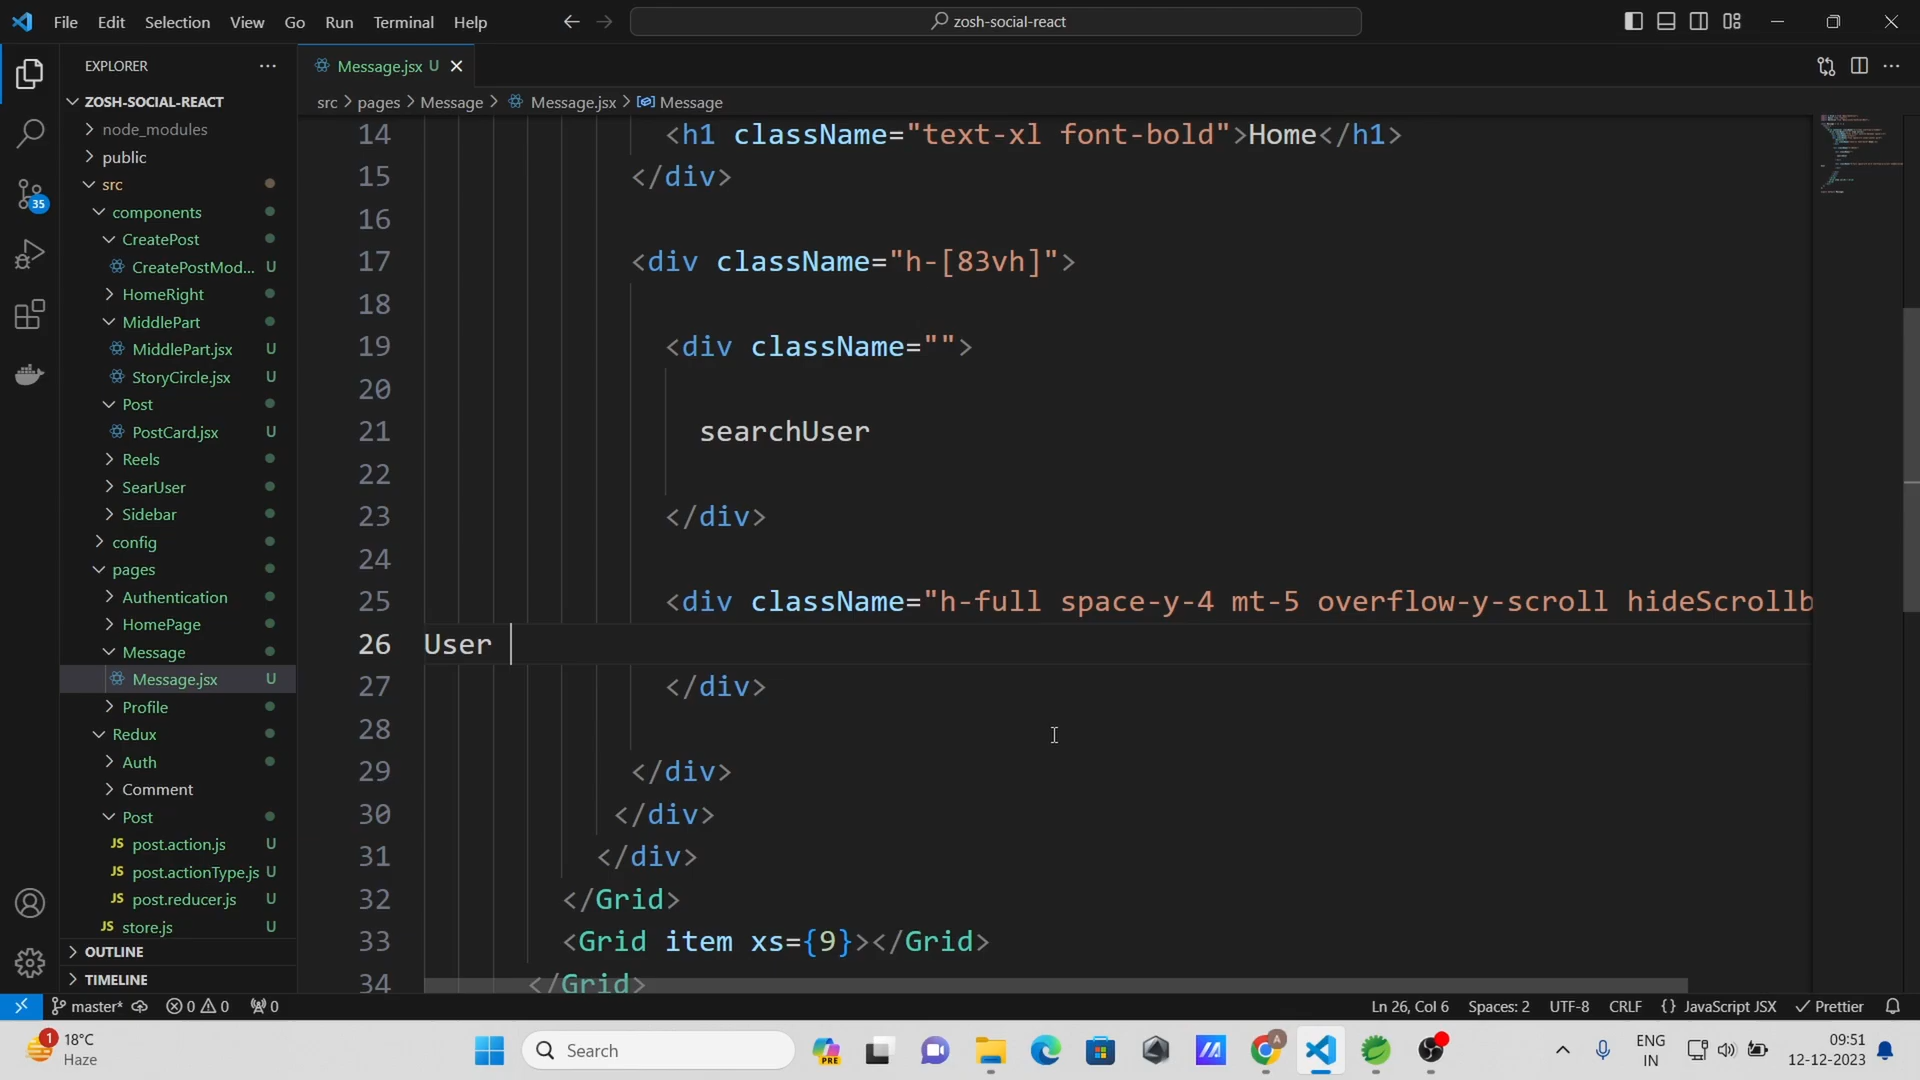 File Edit Selection View Go Run Terminal Help
zosh-social-react
EXPLORER
Message.jsx U
ZOSH-SOCIAL-REACT
src > pages > Message > Message.jsx > Message
node_modules
public
src
components
CreatePost
CreatePostMod... U
HomeRight
MiddlePart
MiddlePart.jsx U
StoryCircle.jsx U
Post
PostCard.jsx U
Reels
SearUser
Sidebar
config
pages
Authentication
HomePage
Message
Message.jsx U
Profile
Redux
Auth
Comment
Post
JS post.action.js U
JS post.actionType.js U
JS post.reducer.js U
JS store.js U
OUTLINE
TIMELINE
35
14 <h1 className="text-xl font-bold">Home</h1>
15 </div>
16
17 <div className="h-[83vh]">
18
19 <div className="">
20
21 searchUser
22
23 </div>
24
25 <div className="h-full space-y-4 mt-5 overflow-y-scroll hideScrollb
26 User
27 </div>
28
29 </div>
30 </div>
31 </div>
32 </Grid>
33 <Grid item xs={9}></Grid>
34 </Grid>
master* 0 0 0 Ln 26, Col 6 Spaces: 2 UTF-8 CRLF {} JavaScript JSX Prettier
1 18°C
Haze
Search
PRE
A
ENG
IN
09:51
12-12-2023